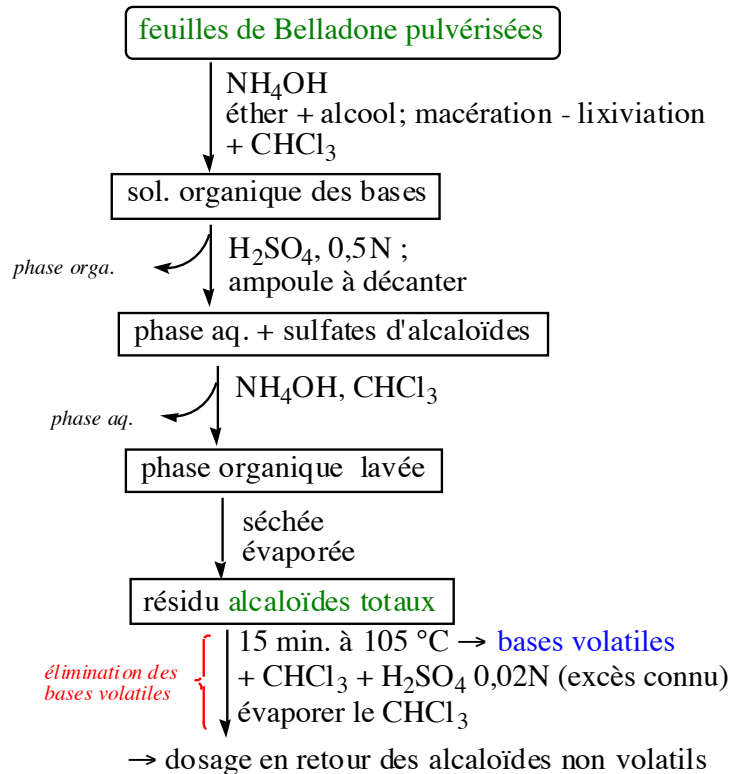 feuilles de Belladone pulvérisées
NH₄OH
éther + alcool; macération - lixiviation
+ CHCl₃
sol. organique des bases
phase orga.
H₂SO₄, 0,5N ;
ampoule à décanter
phase aq. + sulfates d'alcaloïdes
phase aq.
NH₄OH, CHCl₃
phase organique lavée
séchée
évaporée
résidu alcaloïdes totaux
élimination des
bases volatiles
15 min. à 105 °C → bases volatiles
+ CHCl₃ + H₂SO₄ 0,02N (excès connu)
évaporer le CHCl₃
→ dosage en retour des alcaloïdes non volatils